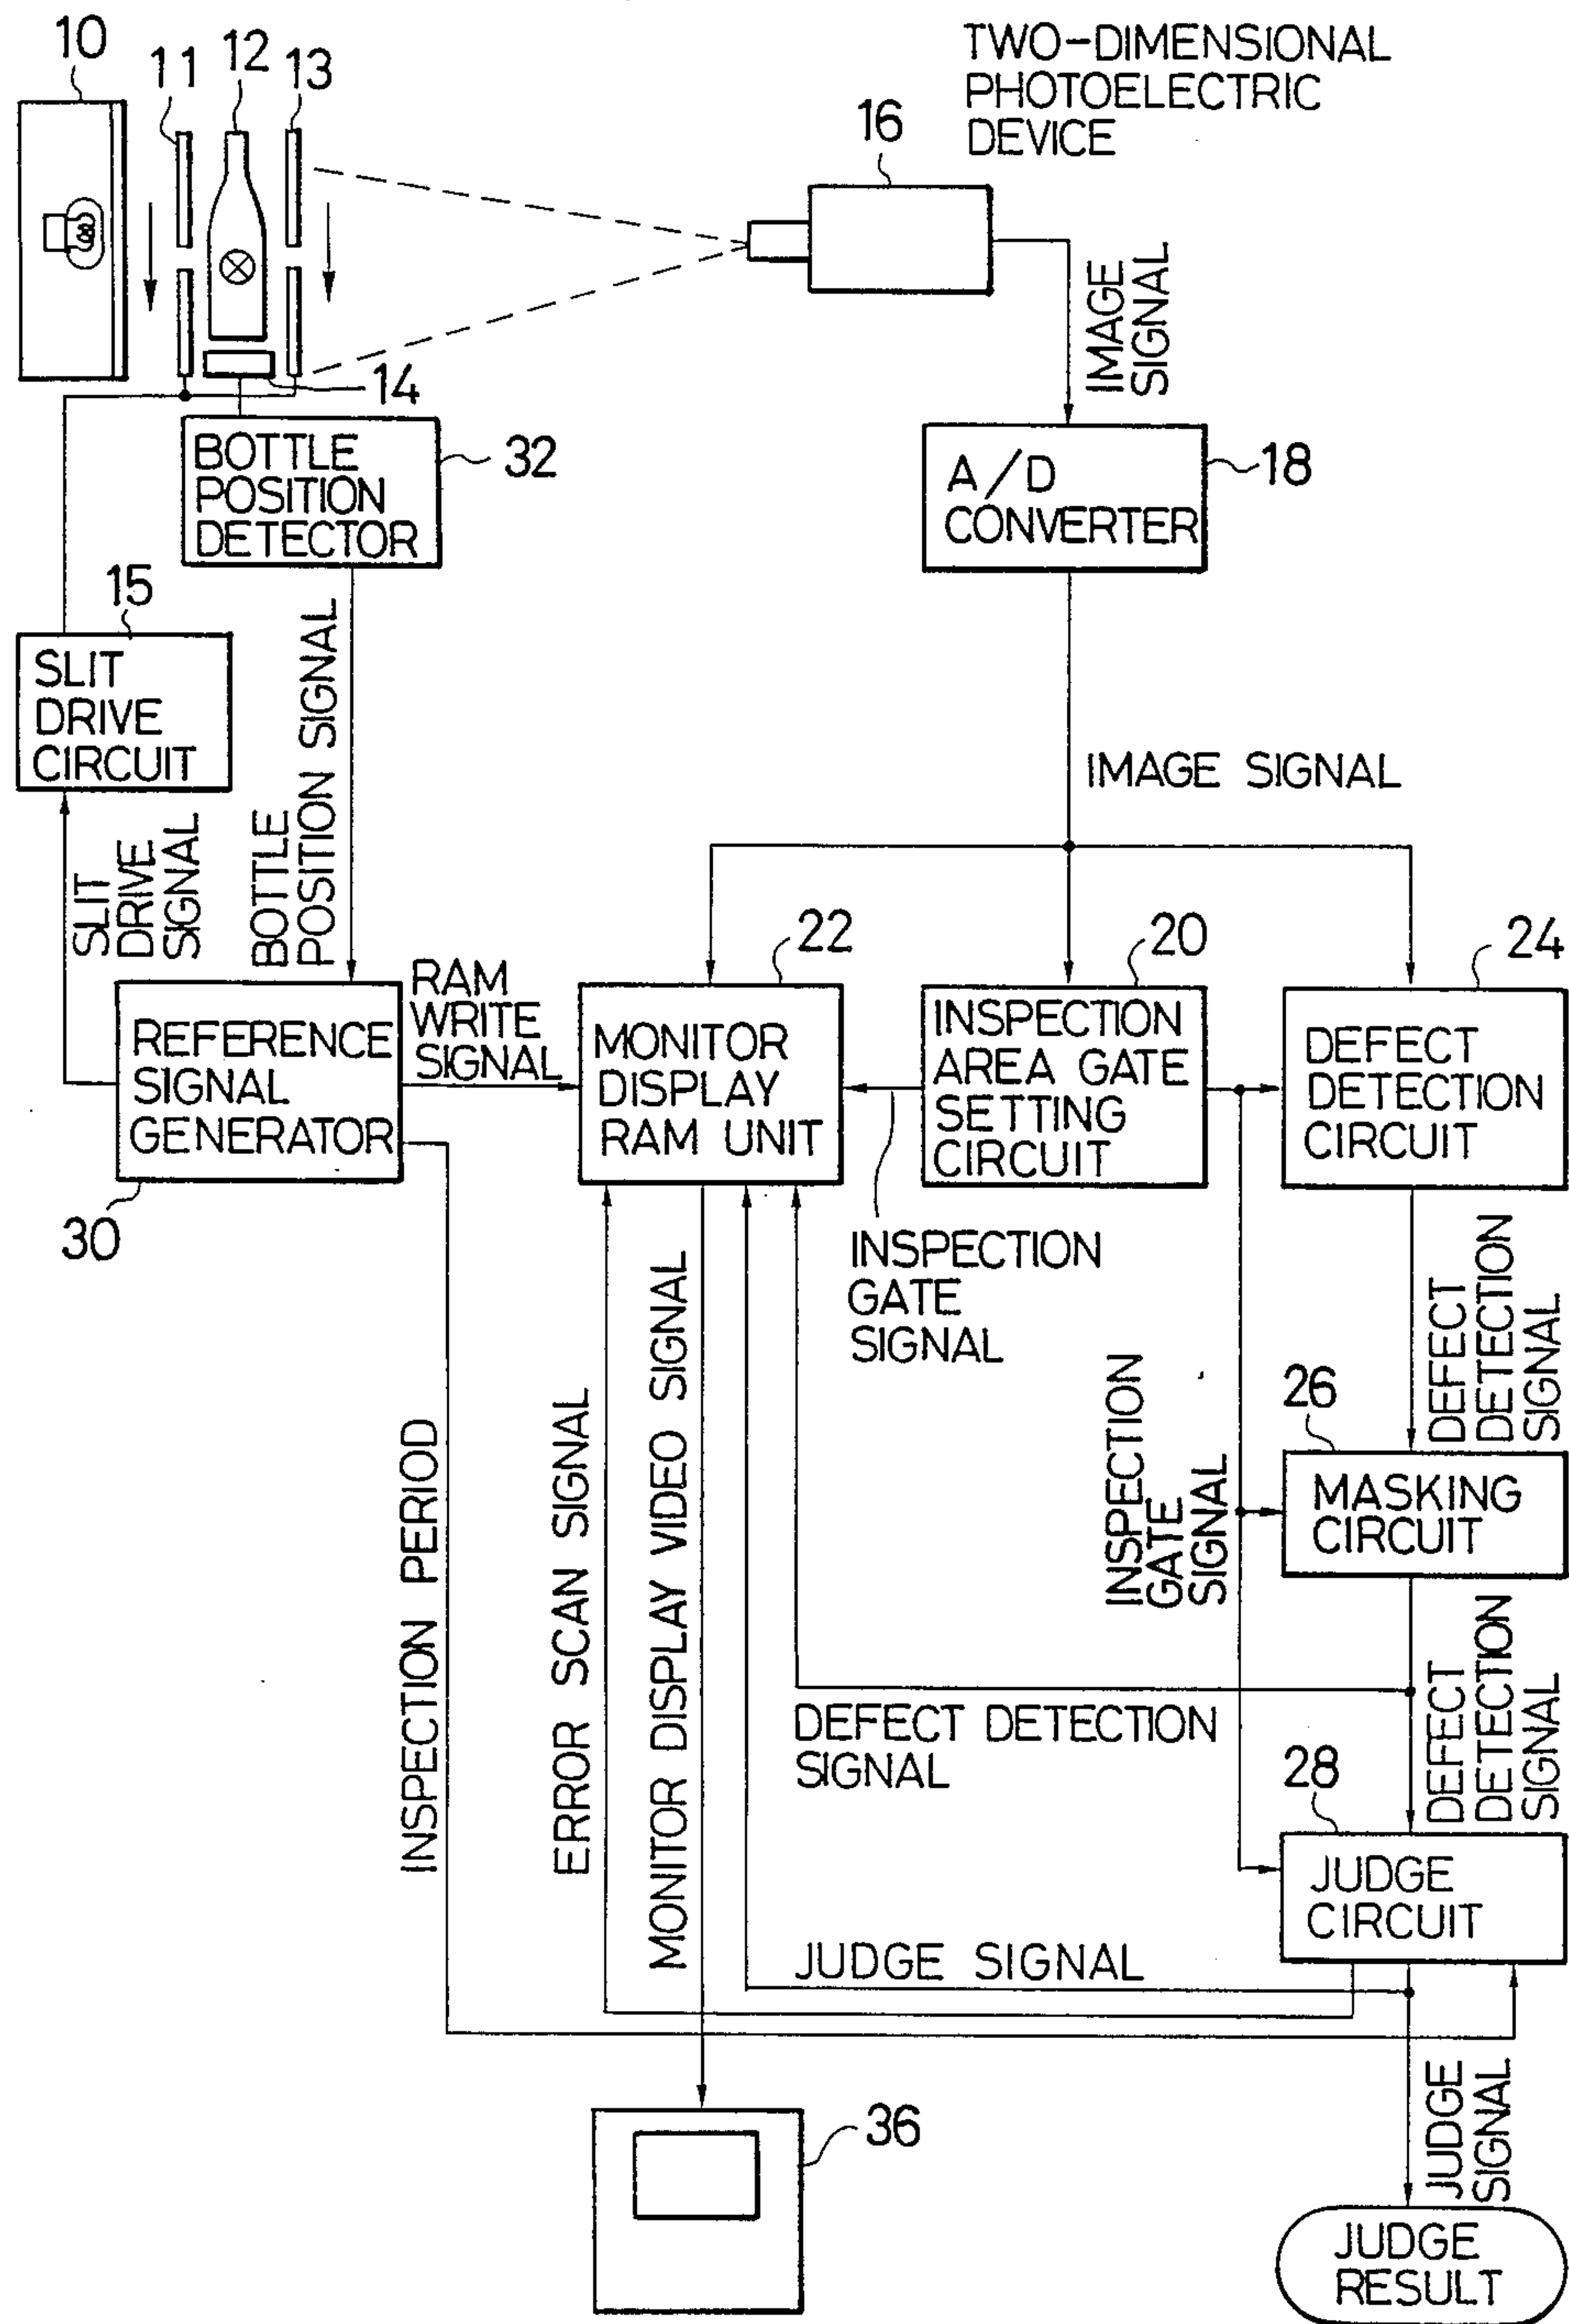 10
11
12
13
TWO-DIMENSIONAL
PHOTOELECTRIC
DEVICE
16
14
IMAGE
SIGNAL
BOTTLE
POSITION
DETECTOR
32
A/D
CONVERTER
18
15
SLIT
DRIVE
CIRCUIT
BOTTLE
POSITION SIGNAL
SLIT
DRIVE
SIGNAL
IMAGE SIGNAL
REFERENCE
SIGNAL
GENERATOR
30
RAM
WRITE
SIGNAL
22
MONITOR
DISPLAY
RAM UNIT
20
INSPECTION
AREA GATE
SETTING
CIRCUIT
24
DEFECT
DETECTION
CIRCUIT
INSPECTION
GATE
SIGNAL
DEFECT
DETECTION
SIGNAL
INSPECTION PERIOD
ERROR SCAN SIGNAL
MONITOR DISPLAY VIDEO SIGNAL
INSPECTION
GATE
SIGNAL
26
MASKING
CIRCUIT
DEFECT DETECTION
SIGNAL
DEFECT
DETECTION
SIGNAL
28
JUDGE
CIRCUIT
JUDGE SIGNAL
36
JUDGE
SIGNAL
JUDGE
RESULT